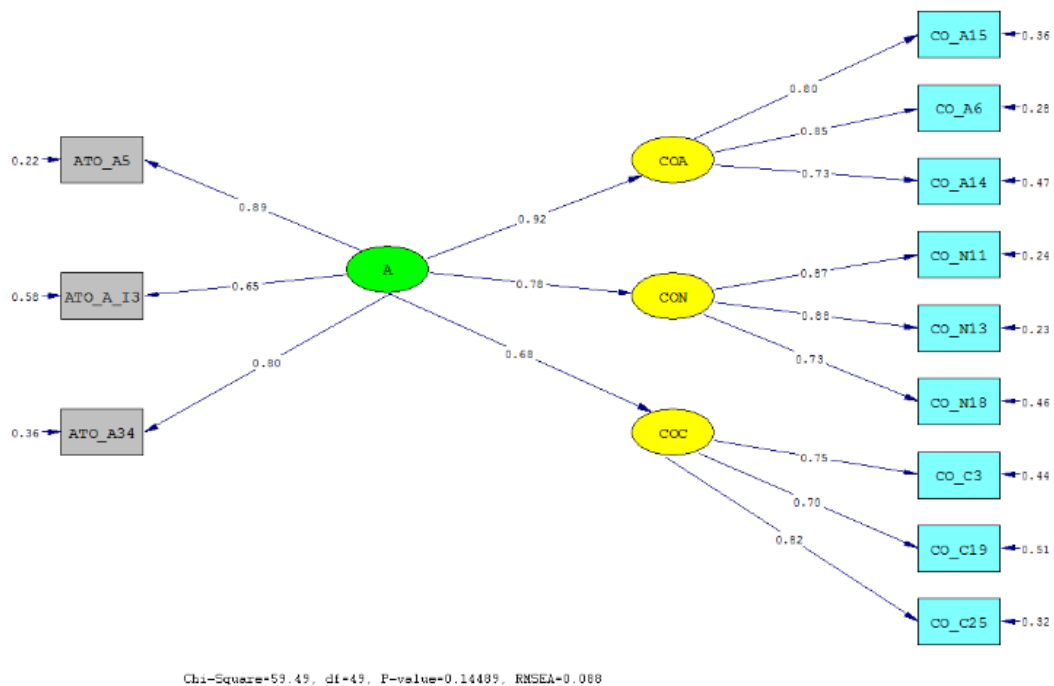 CO_A15
0.36
0.80
CO_A6
0.28
0.85
0.22
ATO_A5
COA
0.73
CO_A14
0.47
0.89
0.92
A
CO_N11
0.24
0.87
0.58
ATO_A_I3
0.65
0.78
CON
0.88
CO_N13
0.23
0.80
0.68
0.73
CO_N18
0.46
0.36
ATO_A34
COC
0.75
CO_C3
0.44
0.70
0.82
CO_C19
0.51
CO_C25
0.32
Chi-Square=59.49, df=49, P-value=0.14489, RMSEA=0.088